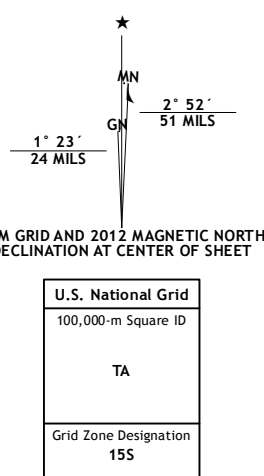 ★
MN
2° 52´
51 MILS
GN
1° 23´
24 MILS
M GRID AND 2012 MAGNETIC NORTH
DECLINATION AT CENTER OF SHEET
U.S. National Grid
100,000-m Square ID
TA
Grid Zone Designation
15S